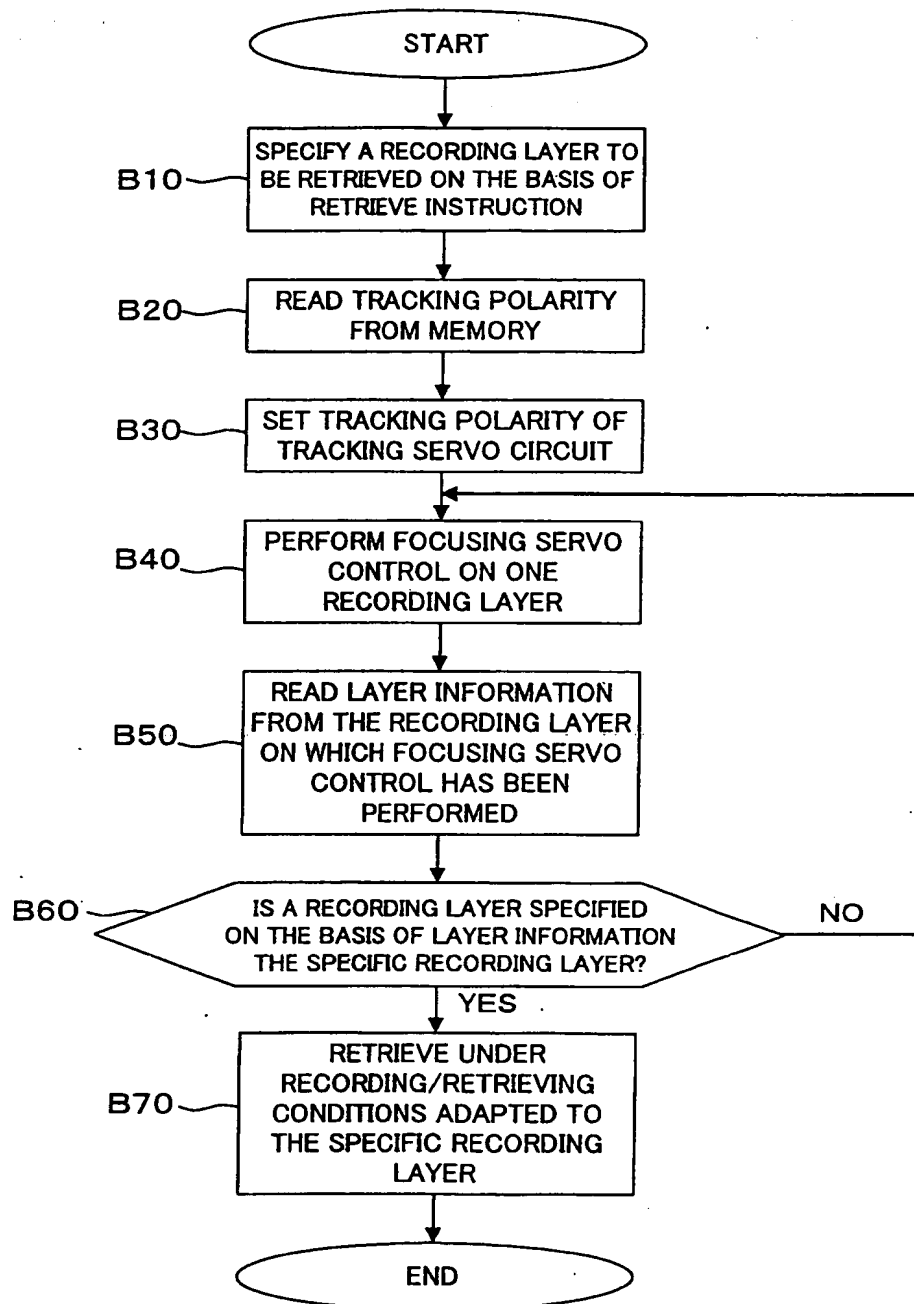 START
B10
SPECIFY A RECORDING LAYER TO
BE RETRIEVED ON THE BASIS OF
RETRIEVE INSTRUCTION
B20
READ TRACKING POLARITY
FROM MEMORY
B30
SET TRACKING POLARITY OF
TRACKING SERVO CIRCUIT
B40
PERFORM FOCUSING SERVO
CONTROL ON ONE
RECORDING LAYER
B50
READ LAYER INFORMATION
FROM THE RECORDING LAYER
ON WHICH FOCUSING SERVO
CONTROL HAS BEEN
PERFORMED
B60
IS A RECORDING LAYER SPECIFIED
ON THE BASIS OF LAYER INFORMATION
THE SPECIFIC RECORDING LAYER?
NO
YES
B70
RETRIEVE UNDER
RECORDING/RETRIEVING
CONDITIONS ADAPTED TO
THE SPECIFIC RECORDING
LAYER
END